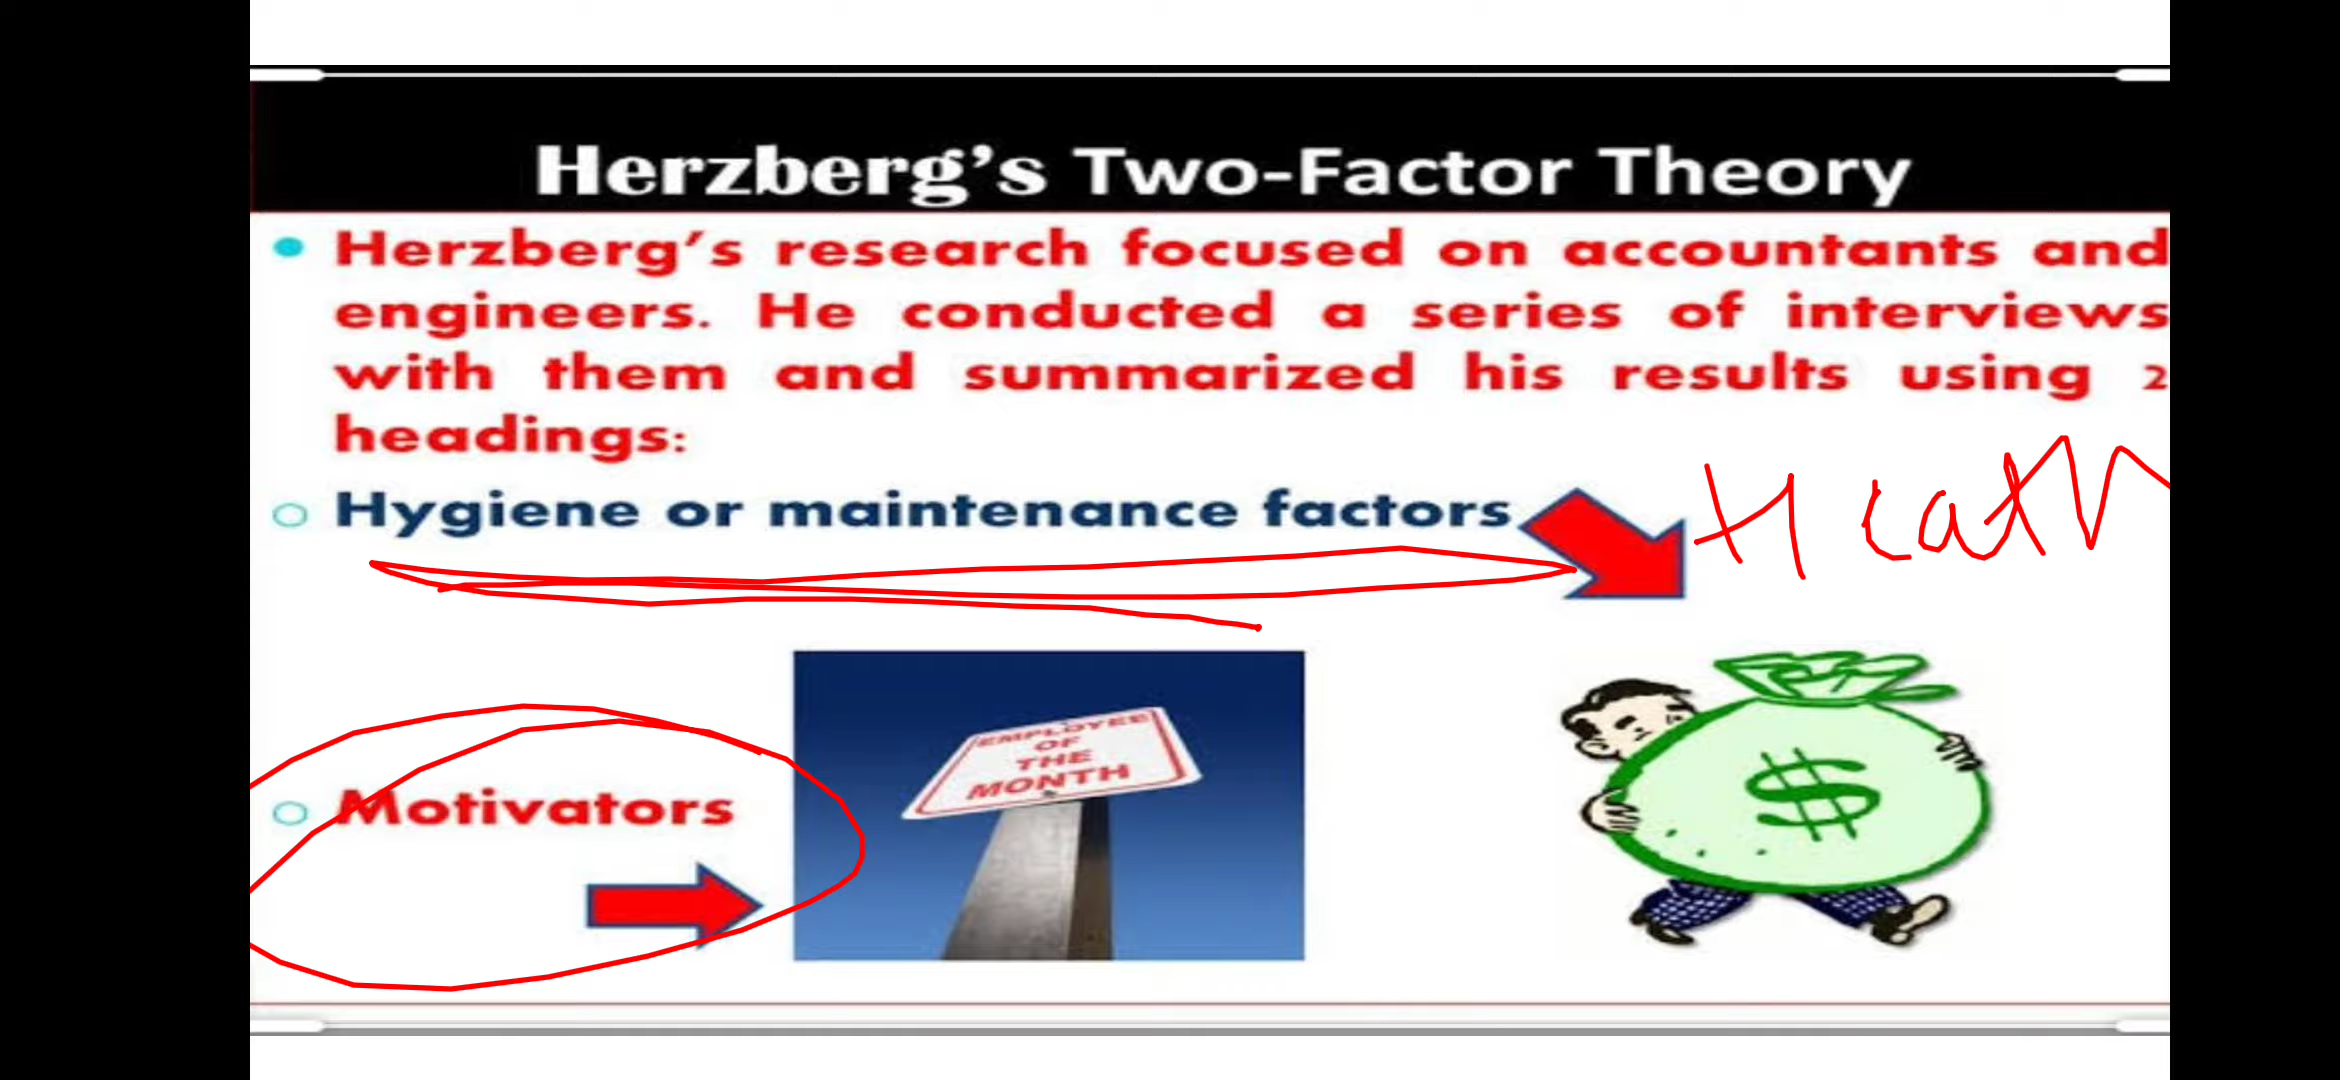 Herzberg's Two-Factor Theory
Herzberg's research focused on accountants and
engineers. He conducted a series of interviews
with them and summarized his results using 2
headings:
Hygiene or maintenance factors
EMPLOYEE
OF
THE
MONTH
$
Motivators